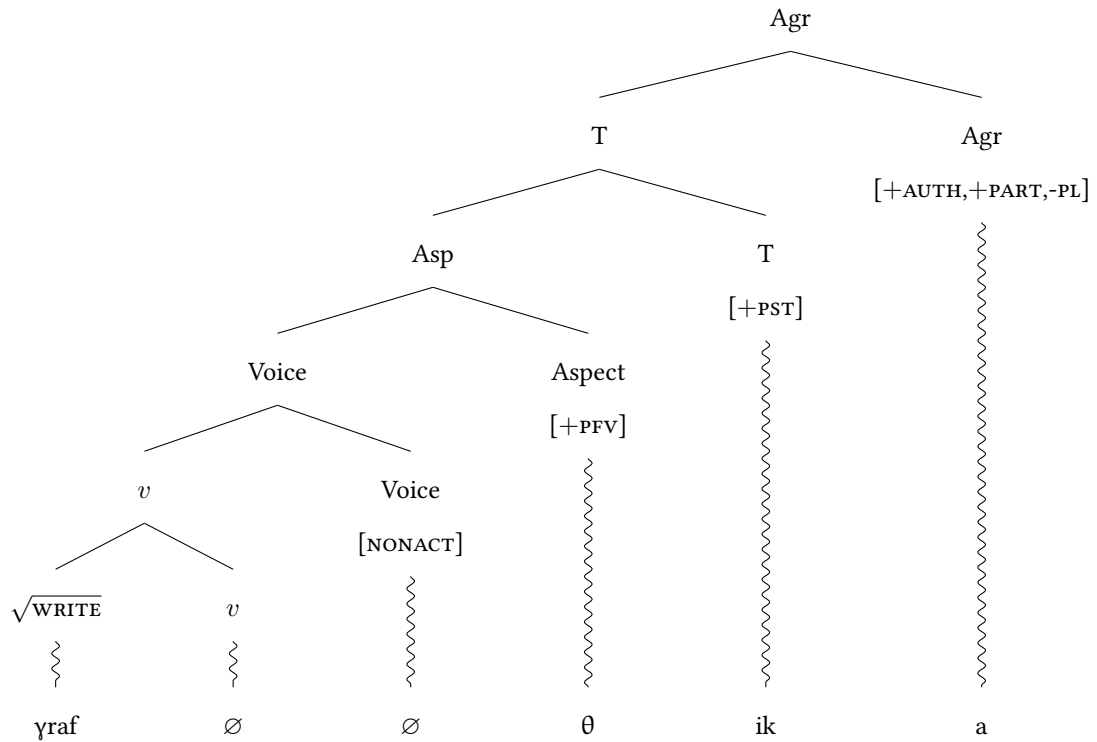 Agr
T Agr
[+AUTH,+PART,-PL]
Asp T
[+PST]
Voice Aspect
[+PFV]
v Voice
[NONACT]
√WRITE v
ɣraf ∅ ∅ θ ik a